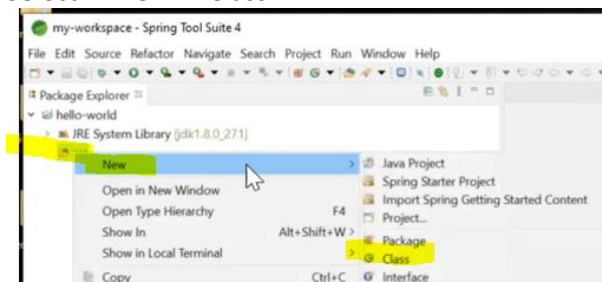 my-workspace - Spring Tool Suite 4
File Edit Source Refactor Navigate Search Project Run Window Help
Package Explorer
hello-world
JRE System Library [jdk1.8.0_271]
New
Open in New Window
Open Type Hierarchy F4
Show In Alt+Shift+W >
Show in Local Terminal >
Copy Ctrl+C
Java Project
Spring Starter Project
Import Spring Getting Started Content
Project...
Package
Class
Interface